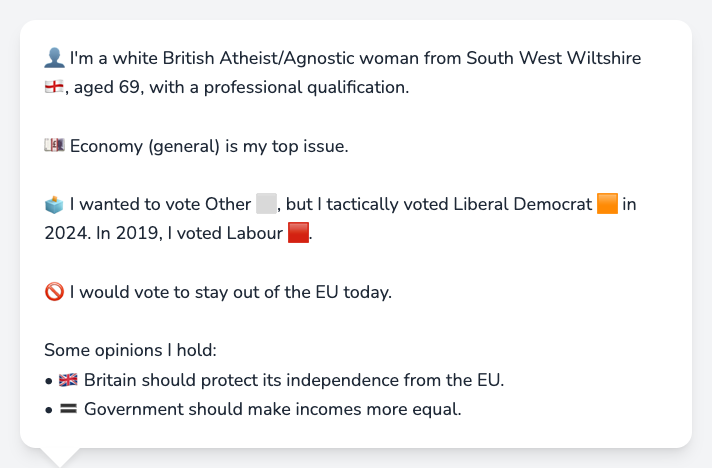 👤 I'm a white British Atheist/Agnostic woman from South West Wiltshire
🏴󠁧󠁢󠁥󠁮󠁧󠁿, aged 69, with a professional qualification.
💷 Economy (general) is my top issue.
🗳️ I wanted to vote Other ⬜, but I tactically voted Liberal Democrat 🟧 in
2024. In 2019, I voted Labour 🟥.
🚫 I would vote to stay out of the EU today.
Some opinions I hold:
• 🇬🇧 Britain should protect its independence from the EU.
• 🟰 Government should make incomes more equal.